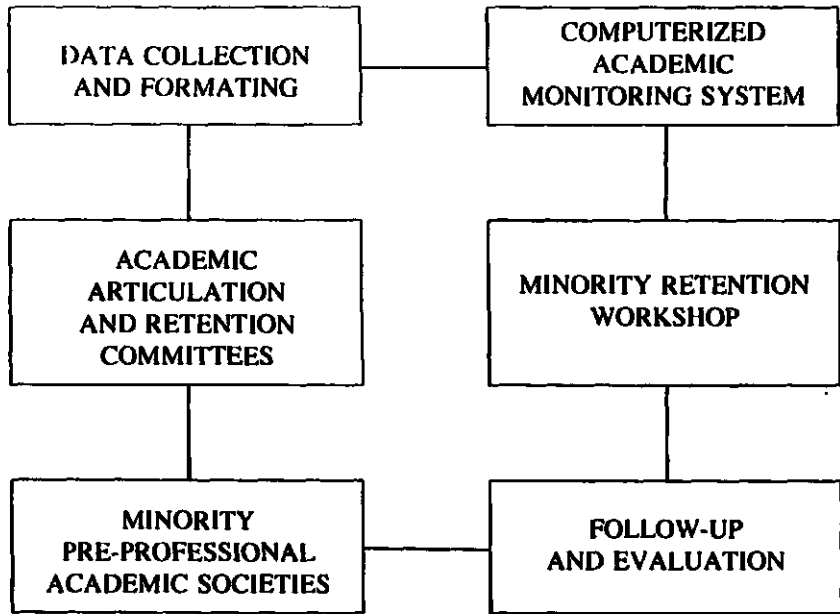 DATA COLLECTION
AND FORMATING
COMPUTERIZED
ACADEMIC
MONITORING SYSTEM
ACADEMIC
ARTICULATION
AND RETENTION
COMMITTEES
MINORITY RETENTION
WORKSHOP
MINORITY
PRE-PROFESSIONAL
ACADEMIC SOCIETIES
FOLLOW-UP
AND EVALUATION